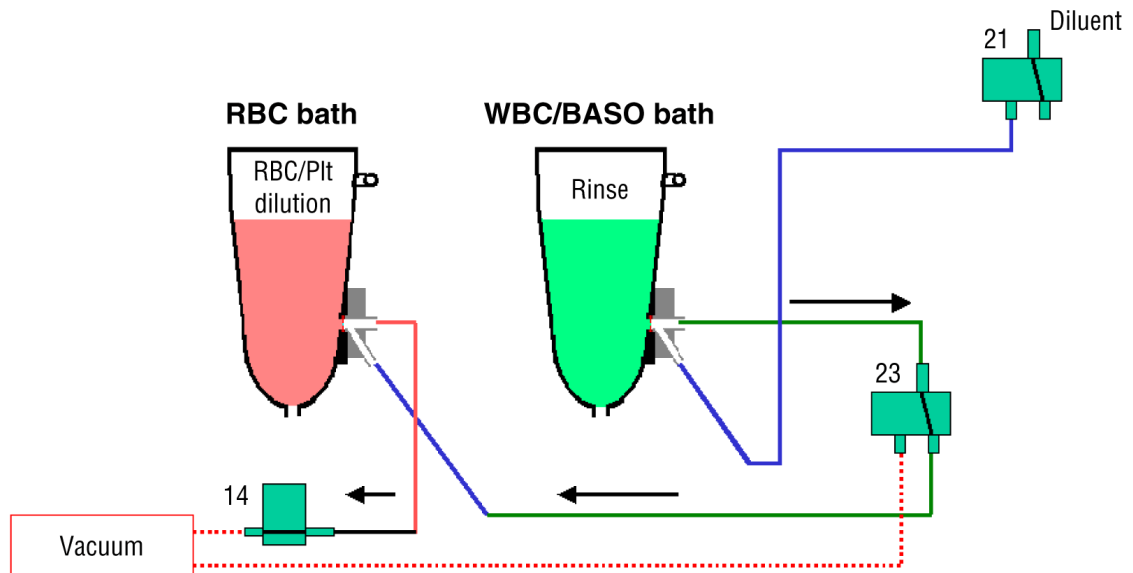 Diluent
21
RBC bath
WBC/BASO bath
RBC/Plt
dilution
Rinse
23
14
Vacuum